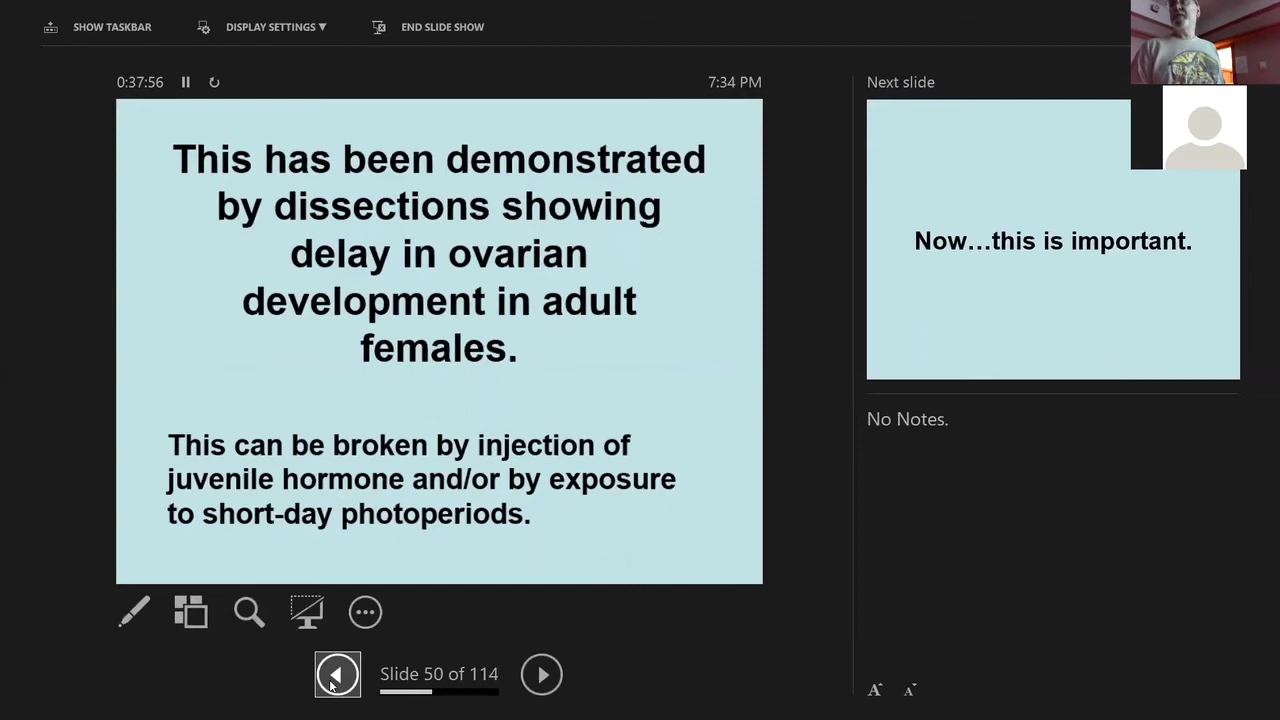 SHOW TASKBAR DISPLAY SETTINGS ▼ END SLIDE SHOW
0:37:56 7:34 PM
This has been demonstrated
by dissections showing
delay in ovarian
development in adult
females.
This can be broken by injection of
juvenile hormone and/or by exposure
to short-day photoperiods.
Slide 50 of 114
Next slide
Now…this is important.
No Notes.
A A